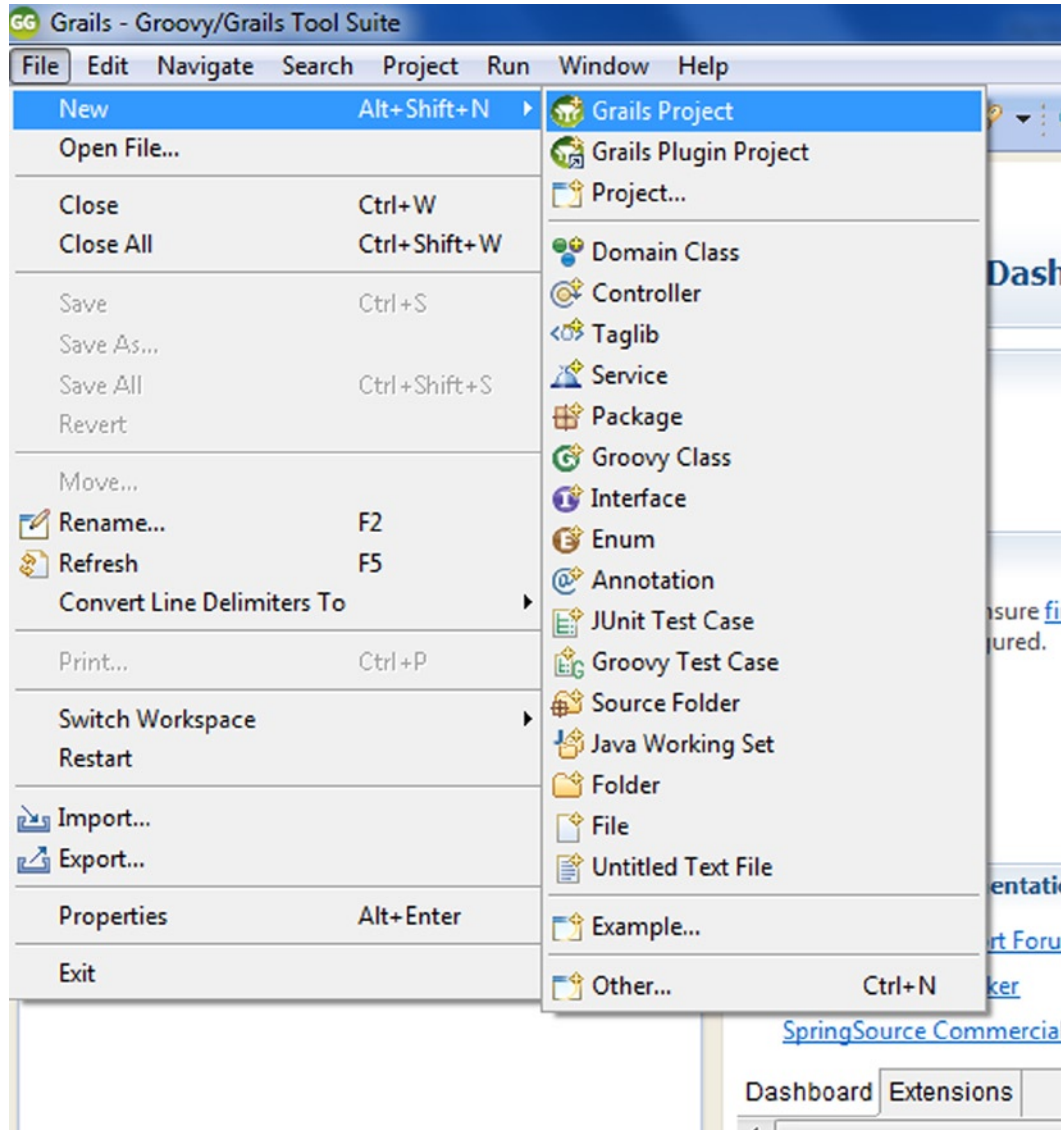 GG Grails - Groovy/Grails Tool Suite
File Edit Navigate Search Project Run Window Help
New Alt+Shift+N
Open File...
Close Ctrl+W
Close All Ctrl+Shift+W
Save Ctrl+S
Save As...
Save All Ctrl+Shift+S
Revert
Move...
Rename... F2
Refresh F5
Convert Line Delimiters To
Print... Ctrl+P
Switch Workspace
Restart
Import...
Export...
Properties Alt+Enter
Exit
Grails Project
Grails Plugin Project
Project...
Domain Class
Controller
Taglib
Service
Package
Groovy Class
Interface
Enum
Annotation
JUnit Test Case
Groovy Test Case
Source Folder
Java Working Set
Folder
File
Untitled Text File
Example...
Other... Ctrl+N
Dash
nsure fi
jured.
entati
rt Foru
ker
SpringSource Commercial
Dashboard Extensions